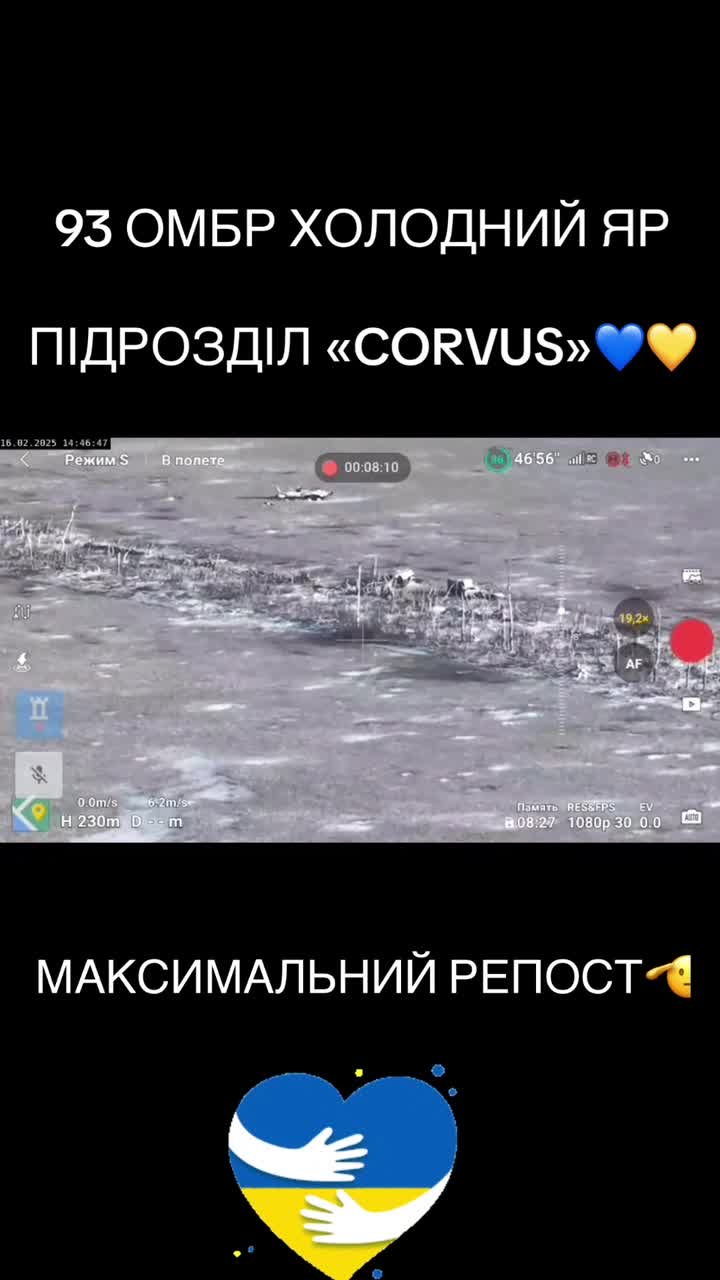 93 ОМБР ХОЛОДНИЙ ЯР
ПІДРОЗДІЛ «CORVUS»💙💛
16.02.2025 14:46:47
Режим S В полете
00:08:10
46'56" RC 0
19,2×
AF
0.0m/s 6.2m/s
H 230m D - - m
Память RES&FPS EV
08:27 1080p 30 0.0
AUTO
МАКСИМАЛЬНИЙ РЕПОСТ🫡